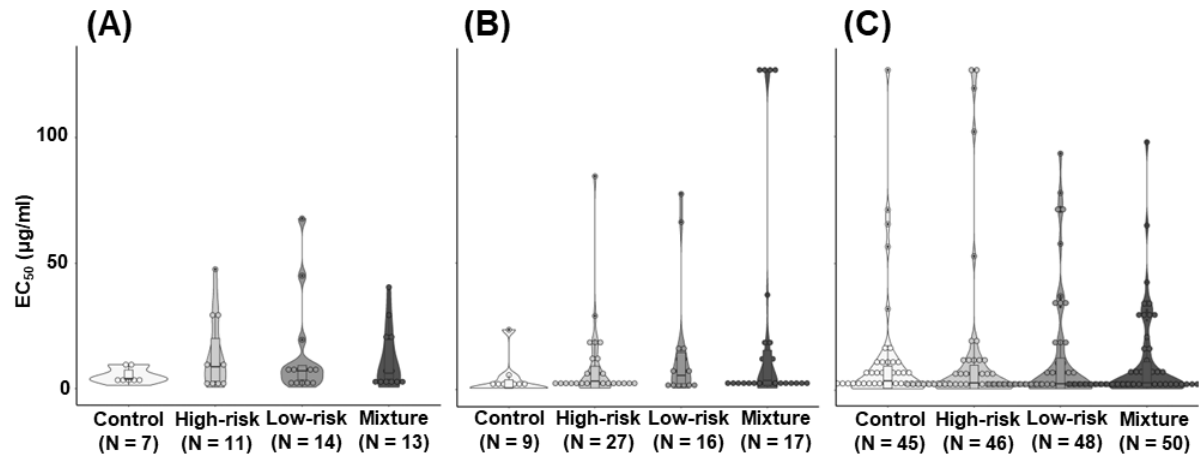 (A) (B) (C)
100
50
0
EC₅₀ (μg/ml)
Control High-risk Low-risk Mixture Control High-risk Low-risk Mixture Control High-risk Low-risk Mixture
(N = 7) (N = 11) (N = 14) (N = 13) (N = 9) (N = 27) (N = 16) (N = 17) (N = 45) (N = 46) (N = 48) (N = 50)